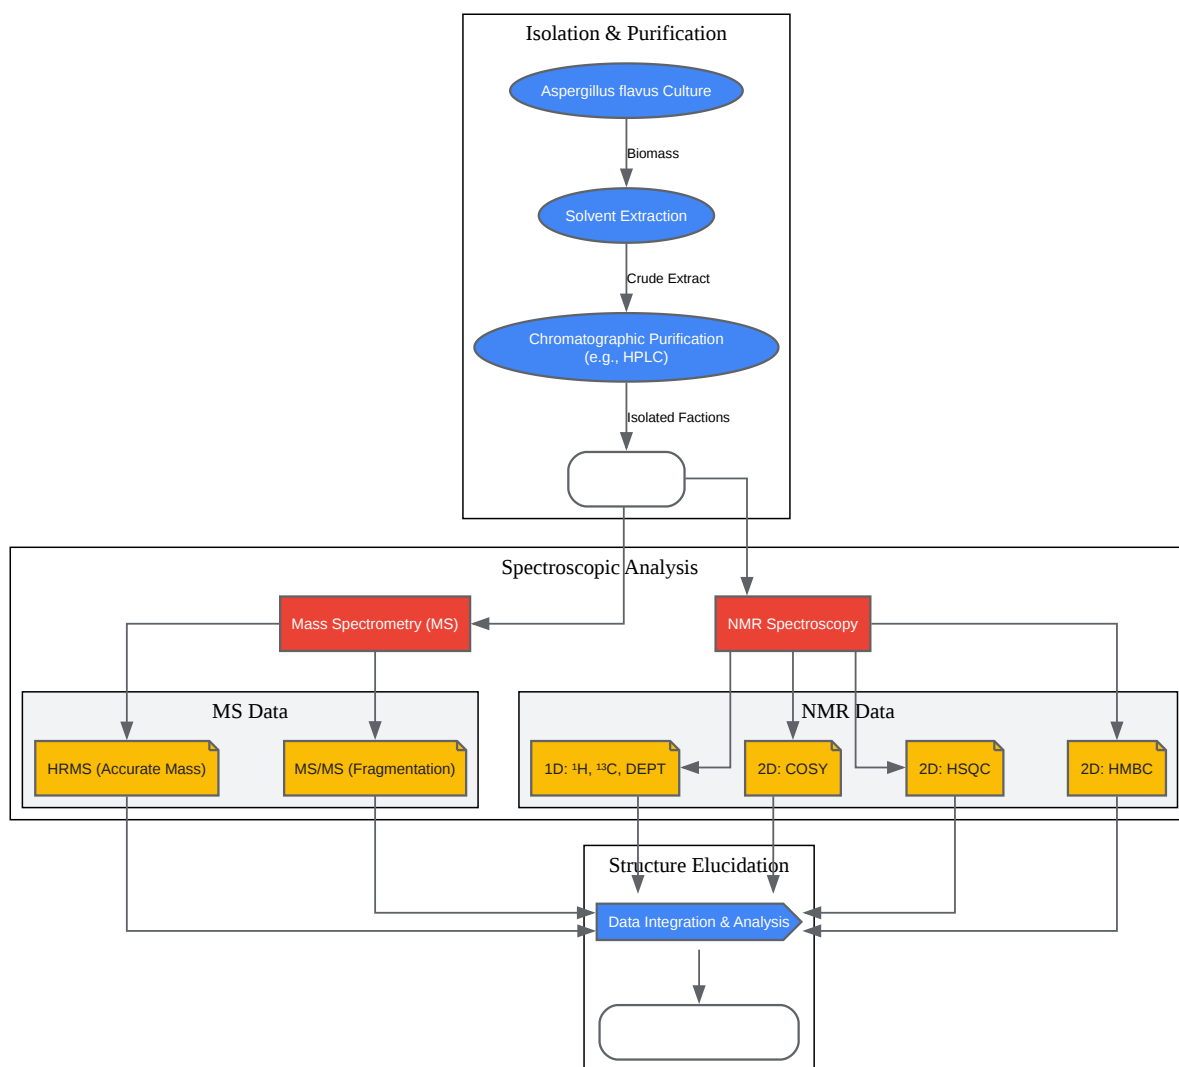 Isolation & Purification
Aspergillus flavus Culture
Biomass
Solvent Extraction
Crude Extract
Chromatographic Purification
(e.g., HPLC)
Isolated Factions
Spectroscopic Analysis
Mass Spectrometry (MS)
NMR Spectroscopy
MS Data
NMR Data
HRMS (Accurate Mass)
MS/MS (Fragmentation)
1D: ¹H, ¹³C, DEPT
2D: COSY
2D: HSQC
2D: HMBC
Structure Elucidation
Data Integration & Analysis